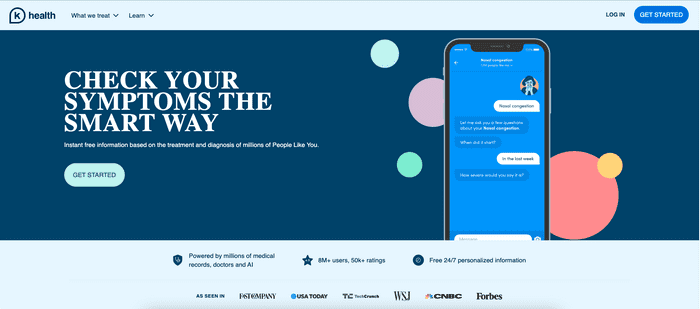 K health
What we treat
Learn
LOG IN
GET STARTED
CHECK YOUR
SYMPTOMS THE
SMART WAY
Instant free information based on the treatment and diagnosis of millions of People Like You.
GET STARTED
Nasal congestion
Nasal congestion
Let me ask you a few questions
about your Nasal congestion.
When did it start?
In the last week
How severe would you say it is?
Message
Powered by millions of medical
records, doctors and AI
8M+ users, 50k+ ratings
Free 24/7 personalized information
AS SEEN IN
FAST COMPANY
USA TODAY
TechCrunch
WSJ
CNBC
Forbes